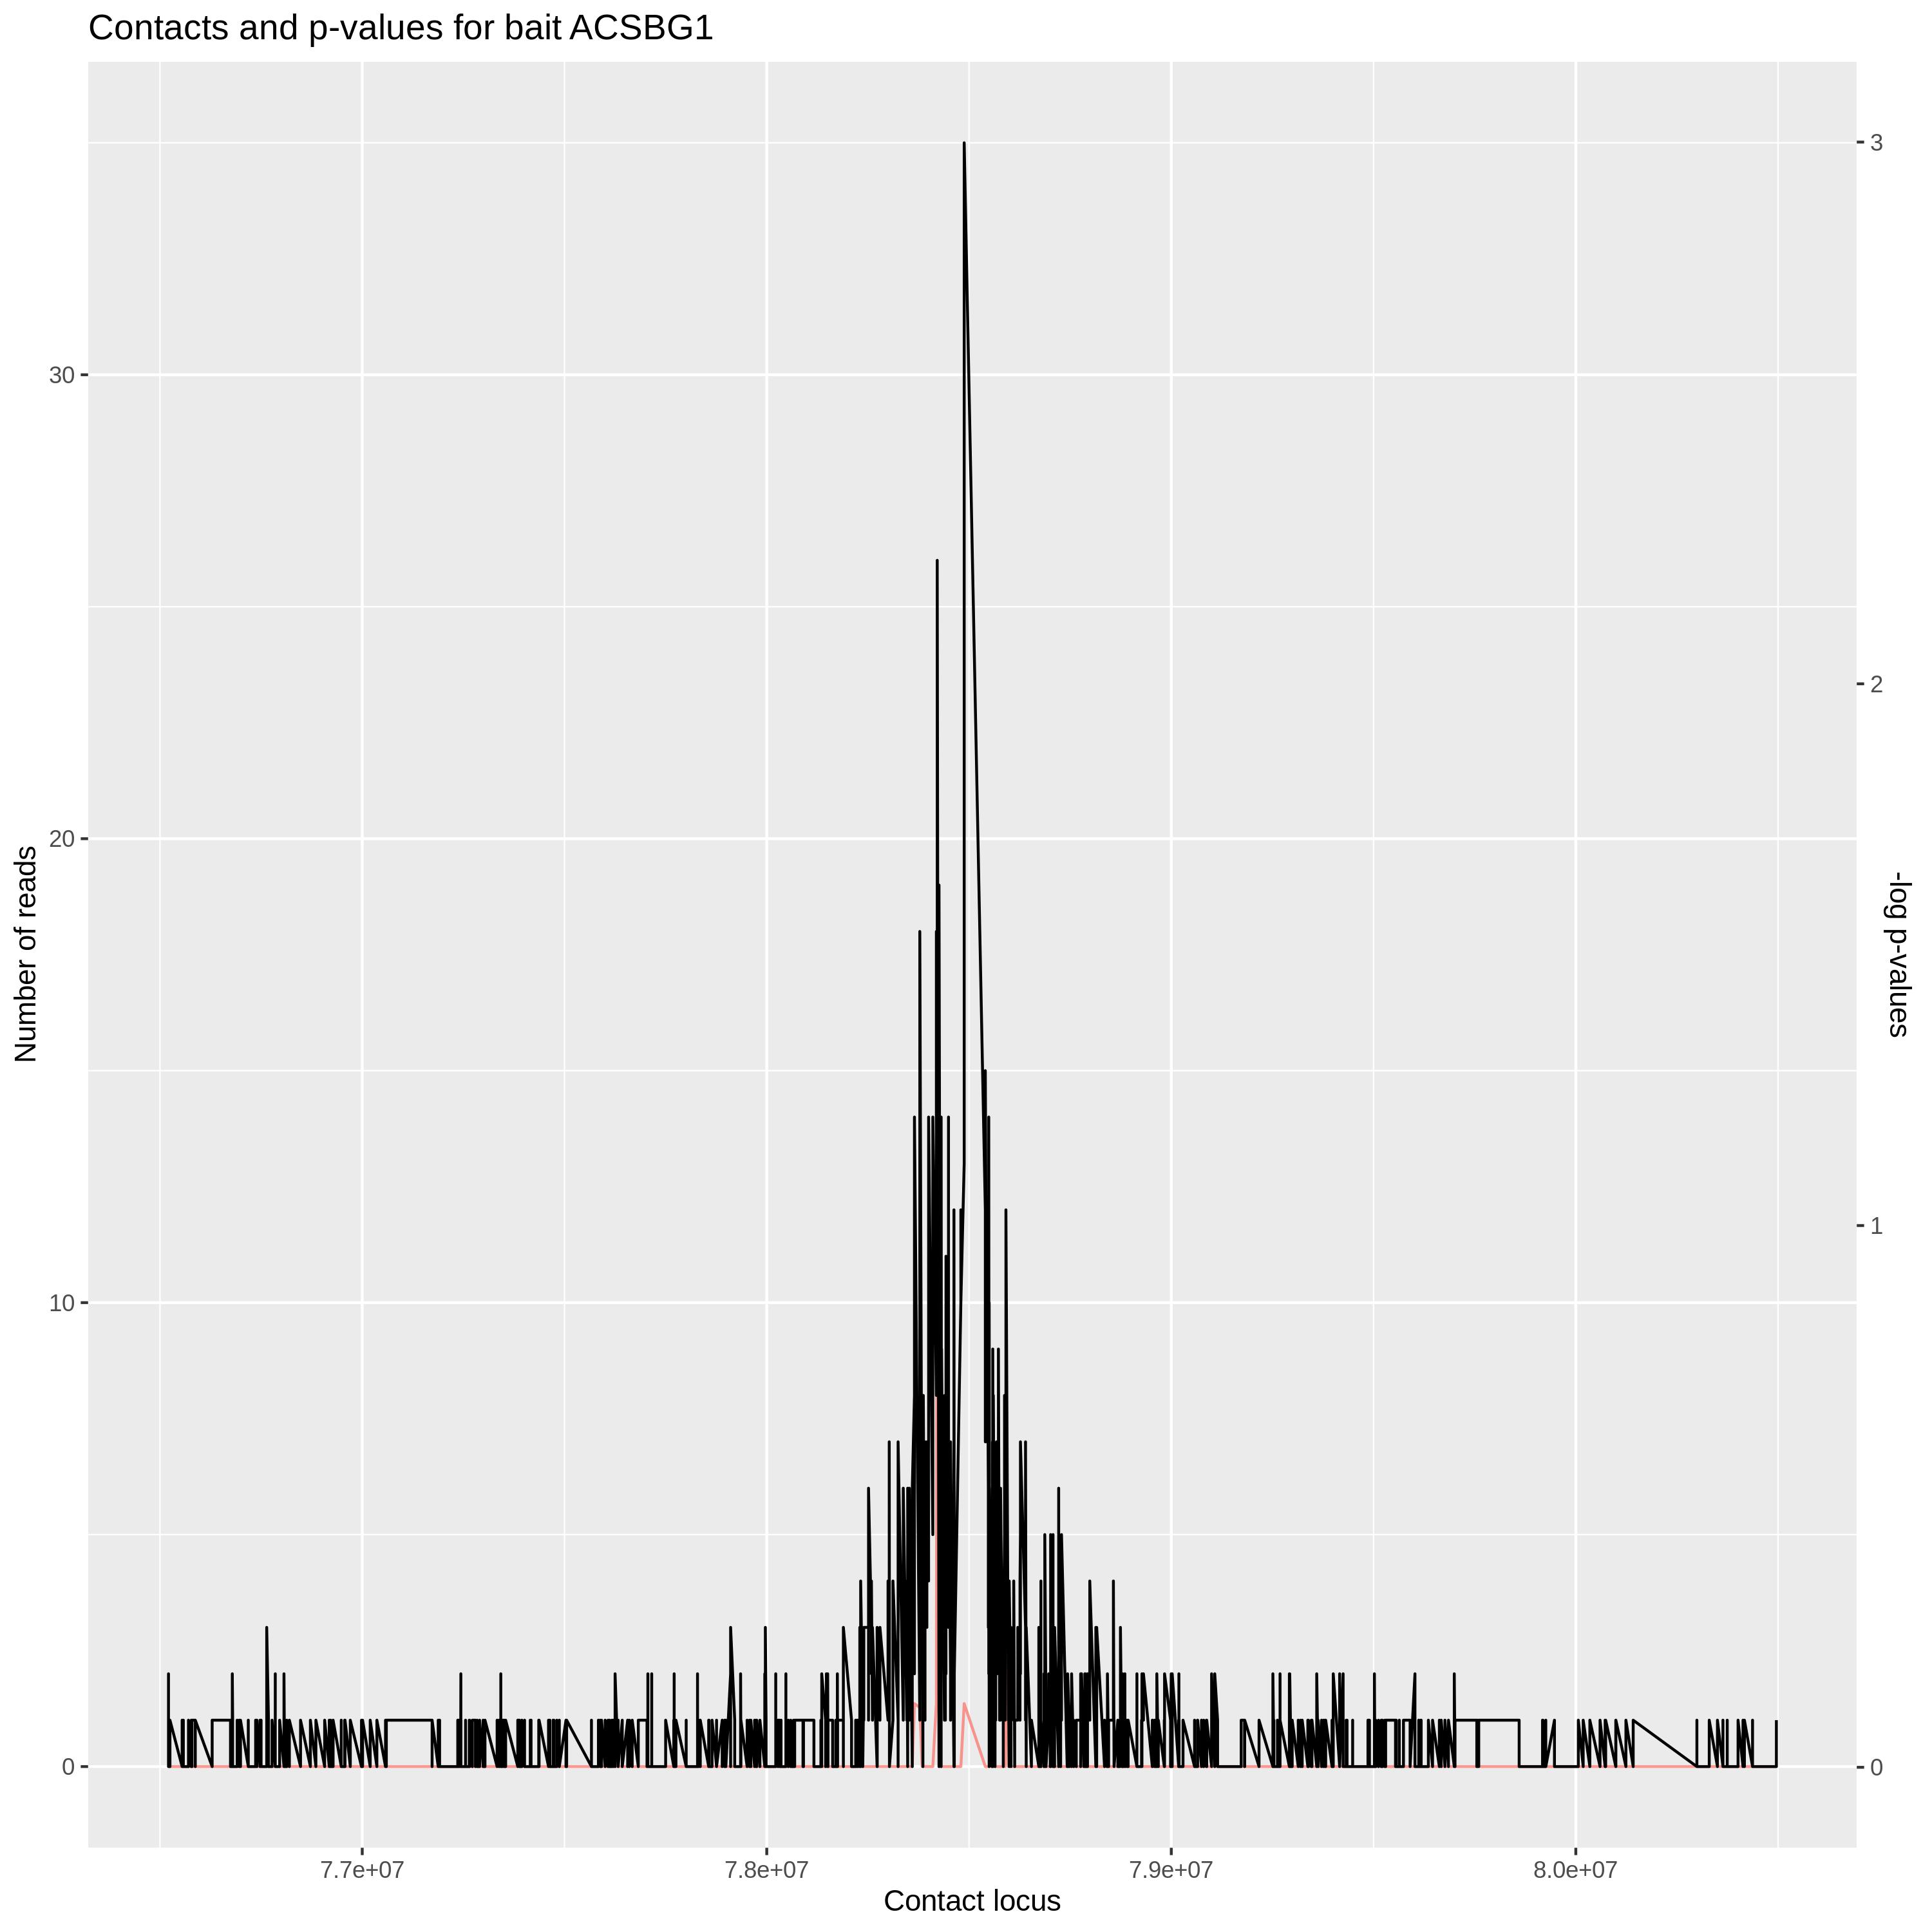 Contacts and p-values for bait ACSBG1
30
20
10
0
Number of reads
3
2
1
0
-log p-values
7.7e+07
7.8e+07
7.9e+07
8.0e+07
Contact locus